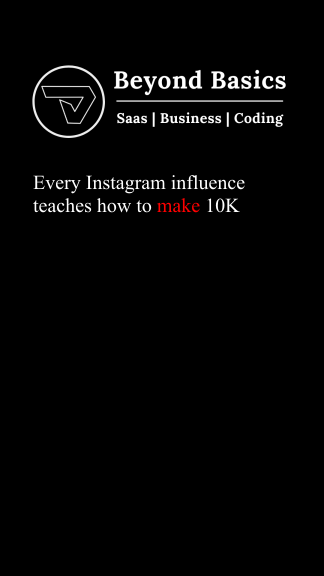 Beyond Basics
Saas | Business | Coding
Every Instagram influence
teaches how to make 10K